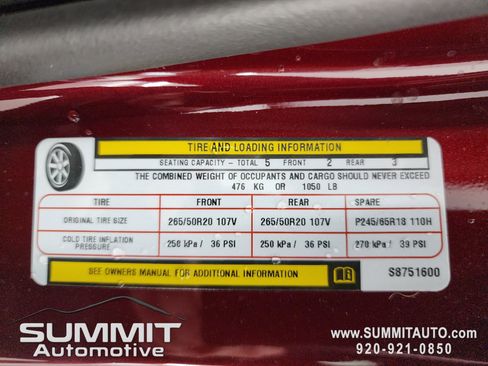 TIRE AND LOADING INFORMATION
SEATING CAPACITY - TOTAL 5 FRONT 2 REAR 3
THE COMBINED WEIGHT OF OCCUPANTS AND CARGO SHOULD NEVER EXCEED
476 KG OR 1050 LB
TIRE FRONT REAR SPARE
ORIGINAL TIRE SIZE 265/50R20 107V 265/50R20 107V P245/65R18 110H
COLD TIRE INFLATION PRESSURE 250 kPa / 36 PSI 250 kPa / 36 PSI 270 kPa / 39 PSI
SEE OWNERS MANUAL FOR ADDITIONAL INFORMATION S8751600
SUMMIT
Automotive
WWW.SUMMITAUTO.COM
920-921-0850